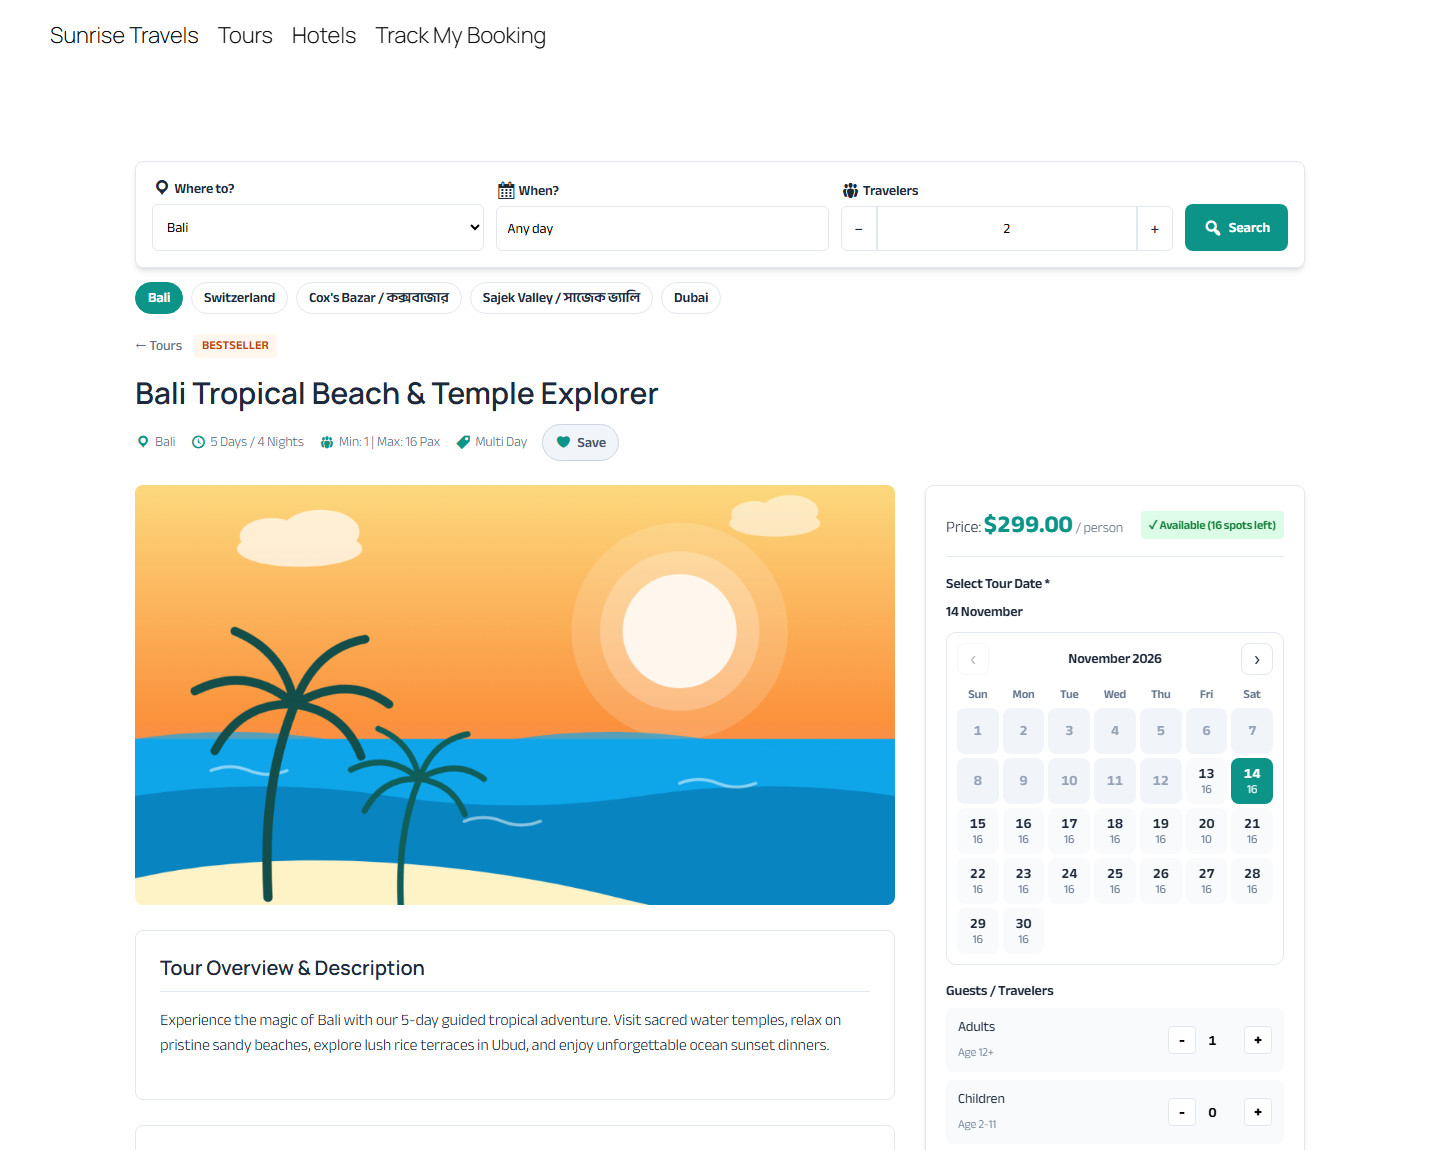 Sunrise Travels Tours Hotels Track My Booking
Where to?
Bali
When?
Any day
Travelers
− 2 +
Search
Bali Switzerland Cox's Bazar / কক্সবাজার Sajek Valley / সাজেক ভ্যালি Dubai
← Tours BESTSELLER
Bali Tropical Beach & Temple Explorer
Bali 5 Days / 4 Nights Min: 1 | Max: 16 Pax Multi Day Save
Price: $299.00 / person ✓ Available (16 spots left)
Select Tour Date *
14 November
‹ November 2026 ›
Sun Mon Tue Wed Thu Fri Sat
1 2 3 4 5 6 7
8 9 10 11 12 13 14
16 16
15 16 17 18 19 20 21
16 16 16 16 16 10 16
22 23 24 25 26 27 28
16 16 16 16 16 16 16
29 30
16 16
Guests / Travelers
Adults
Age 12+
- 1 +
Children
Age 2-11
- 0 +
Tour Overview & Description
Experience the magic of Bali with our 5-day guided tropical adventure. Visit sacred water temples, relax on
pristine sandy beaches, explore lush rice terraces in Ubud, and enjoy unforgettable ocean sunset dinners.